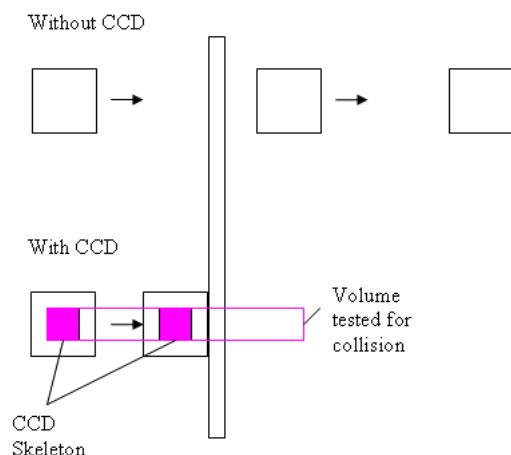 Without CCD
With CCD
Volume
tested for
collision
CCD
Skeleton